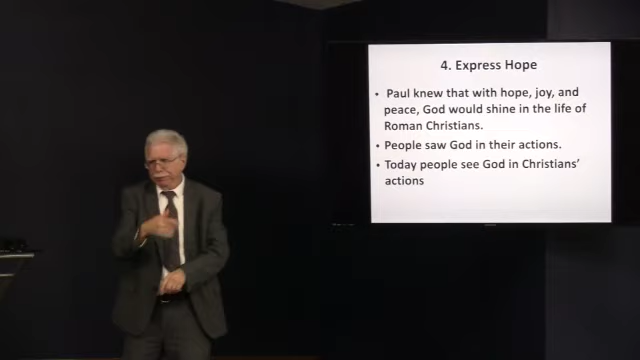 4. Express Hope
• Paul knew that with hope, joy, and
peace, God would shine in the life of
Roman Christians.
• People saw God in their actions.
• Today people see God in Christians'
actions